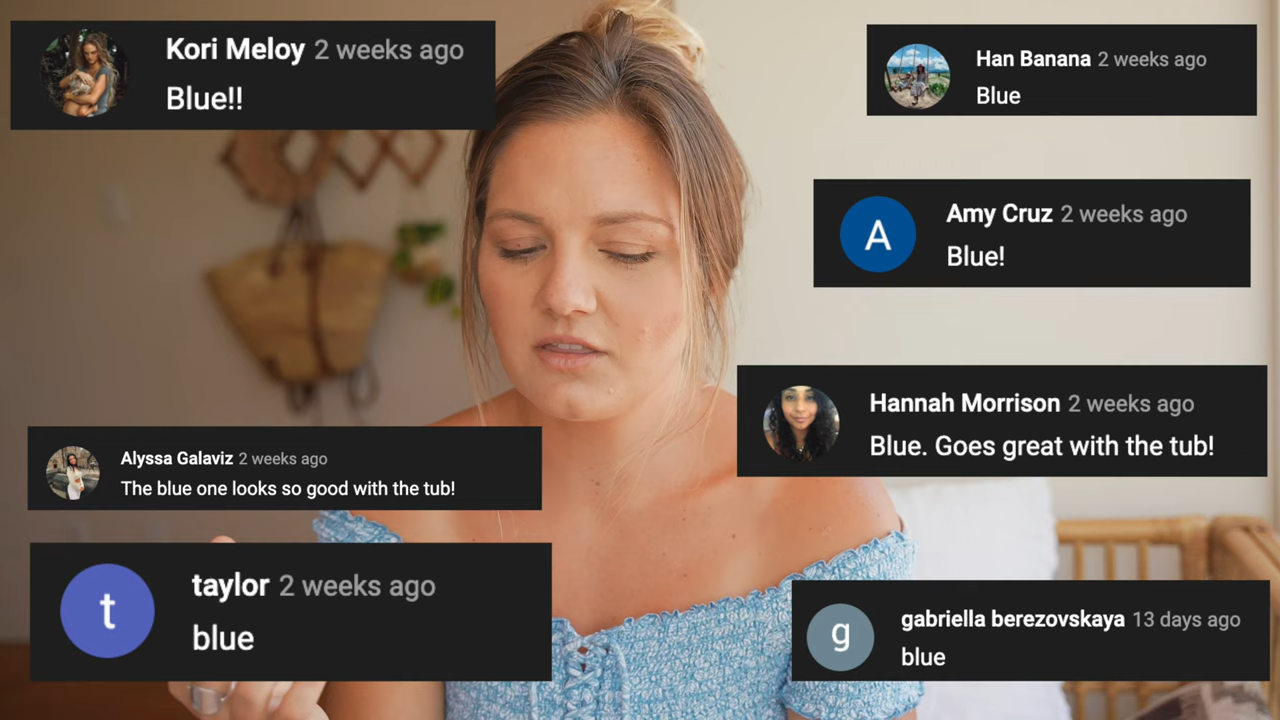 Kori Meloy 2 weeks ago
Blue!!
Han Banana 2 weeks ago
Blue
A
Amy Cruz 2 weeks ago
Blue!
Hannah Morrison 2 weeks ago
Blue. Goes great with the tub!
Alyssa Galaviz 2 weeks ago
The blue one looks so good with the tub!
t
taylor 2 weeks ago
blue
g
gabriella berezovskaya 13 days ago
blue